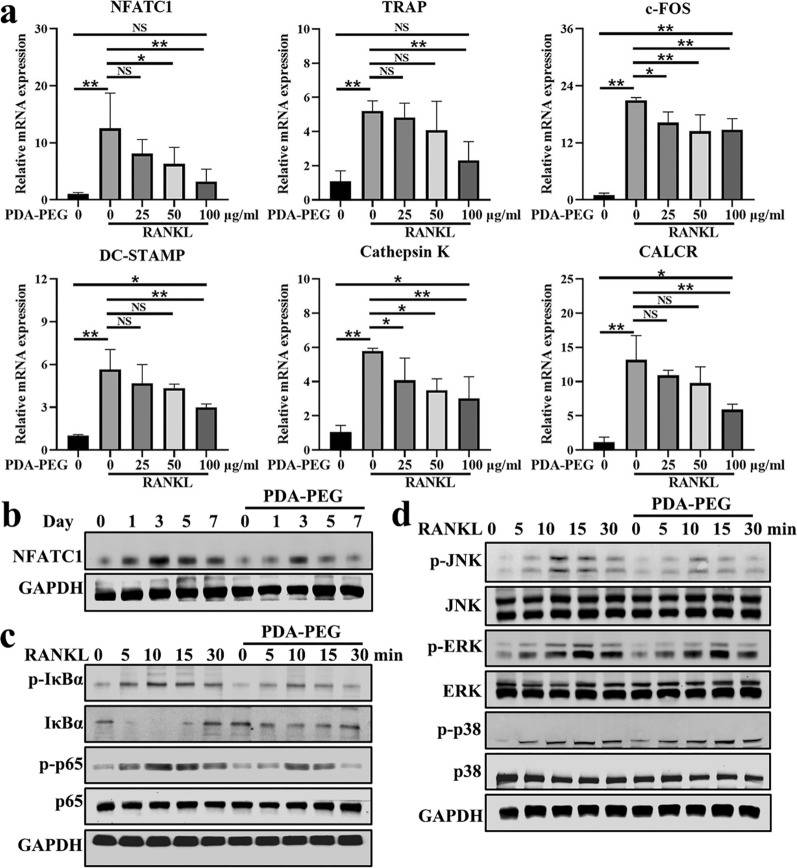 a
NFATC1
Relative mRNA expression
30
20
10
0
NS
**
*
NS
**
PDA-PEG 0 0 25 50 100 μg/ml
RANKL
TRAP
Relative mRNA expression
8
6
4
2
0
NS
**
NS
NS
**
0 0 25 50 100 μg/ml
RANKL
c-FOS
Relative mRNA expression
36
24
12
0
**
**
**
*
**
0 0 25 50 100 μg/ml
RANKL
DC-STAMP
Relative mRNA expression
12
9
6
3
0
*
**
NS
NS
**
PDA-PEG 0 0 25 50 100 μg/ml
RANKL
Cathepsin K
Relative mRNA expression
10
8
6
4
2
0
*
**
*
*
**
0 0 25 50 100 μg/ml
RANKL
CALCR
Relative mRNA expression
25
20
15
10
5
0
*
**
NS
NS
**
0 0 25 50 100 μg/ml
RANKL
b
PDA-PEG
Day 0 1 3 5 7 0 1 3 5 7
NFATC1
GAPDH
c
PDA-PEG
RANKL 0 5 10 15 30 0 5 10 15 30 min
p-IκBα
IκBα
p-p65
p65
GAPDH
d
PDA-PEG
RANKL 0 5 10 15 30 0 5 10 15 30 min
p-JNK
JNK
p-ERK
ERK
p-p38
p38
GAPDH